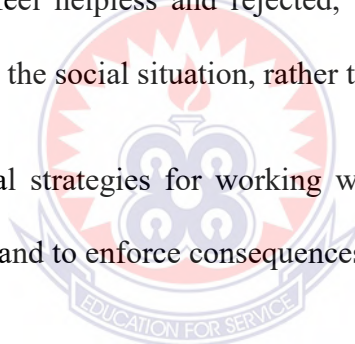 feel helpless and rejected,
the social situation, rather t
al strategies for working w
and to enforce consequences
EDUCATION FOR SERVICE